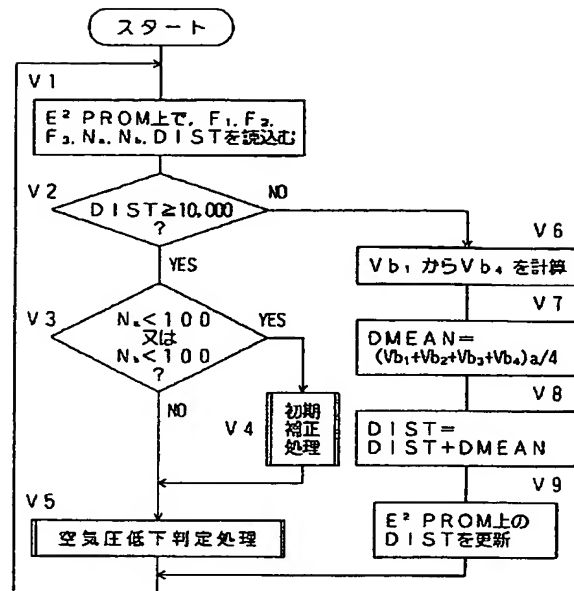 スタート
V1
E² PROM上で, F₁, F₂,
F₃, Nₐ, N_b, DISTを読込む
V2
DIST≥10,000
?
NO
YES
V3
Nₐ<100
又は
N_b<100
?
YES
NO
V4
初期
補正
処理
V5
空気圧低下判定処理
V6
Vb₁ からVb₄ を計算
V7
DMEAN=
(Vb₁+Vb₂+Vb₃+Vb₄)a/4
V8
DIST=
DIST+DMEAN
V9
E² PROM上の
DISTを更新